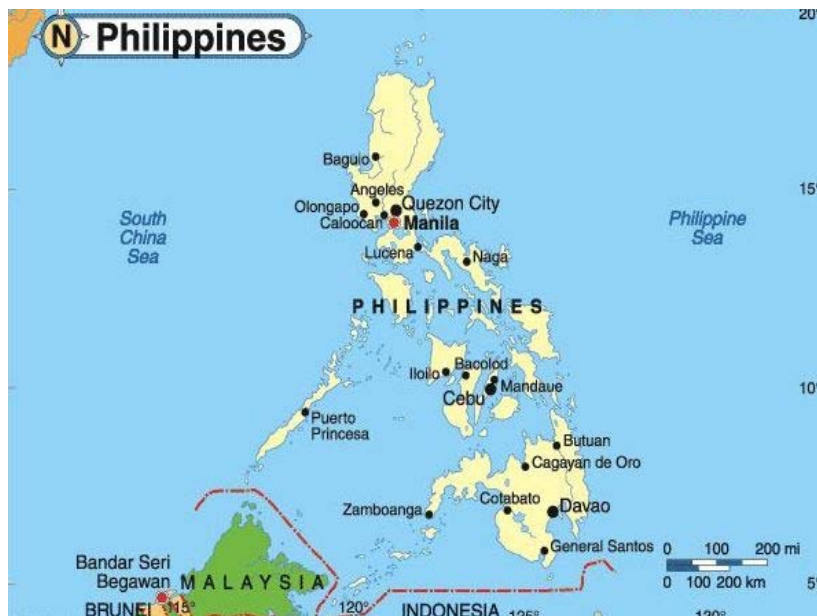 N Philippines
20°
Baguio
15°
Angeles
Olongapo
Quezon City
Caloocan
Manila
South
China
Sea
Philippine
Sea
Lucena
Naga
PHILIPPINES
Iloilo
Bacolod
Mandaue
Cebu
10°
Puerto
Princesa
Butuan
Cagayan de Oro
Zamboanga
Cotabato
Davao
General Santos
0 100 200 mi
0 100 200 km
Bandar Seri
Begawan
MALAYSIA
BRUNEI
115°
120°
INDONESIA
125°
130°
5°